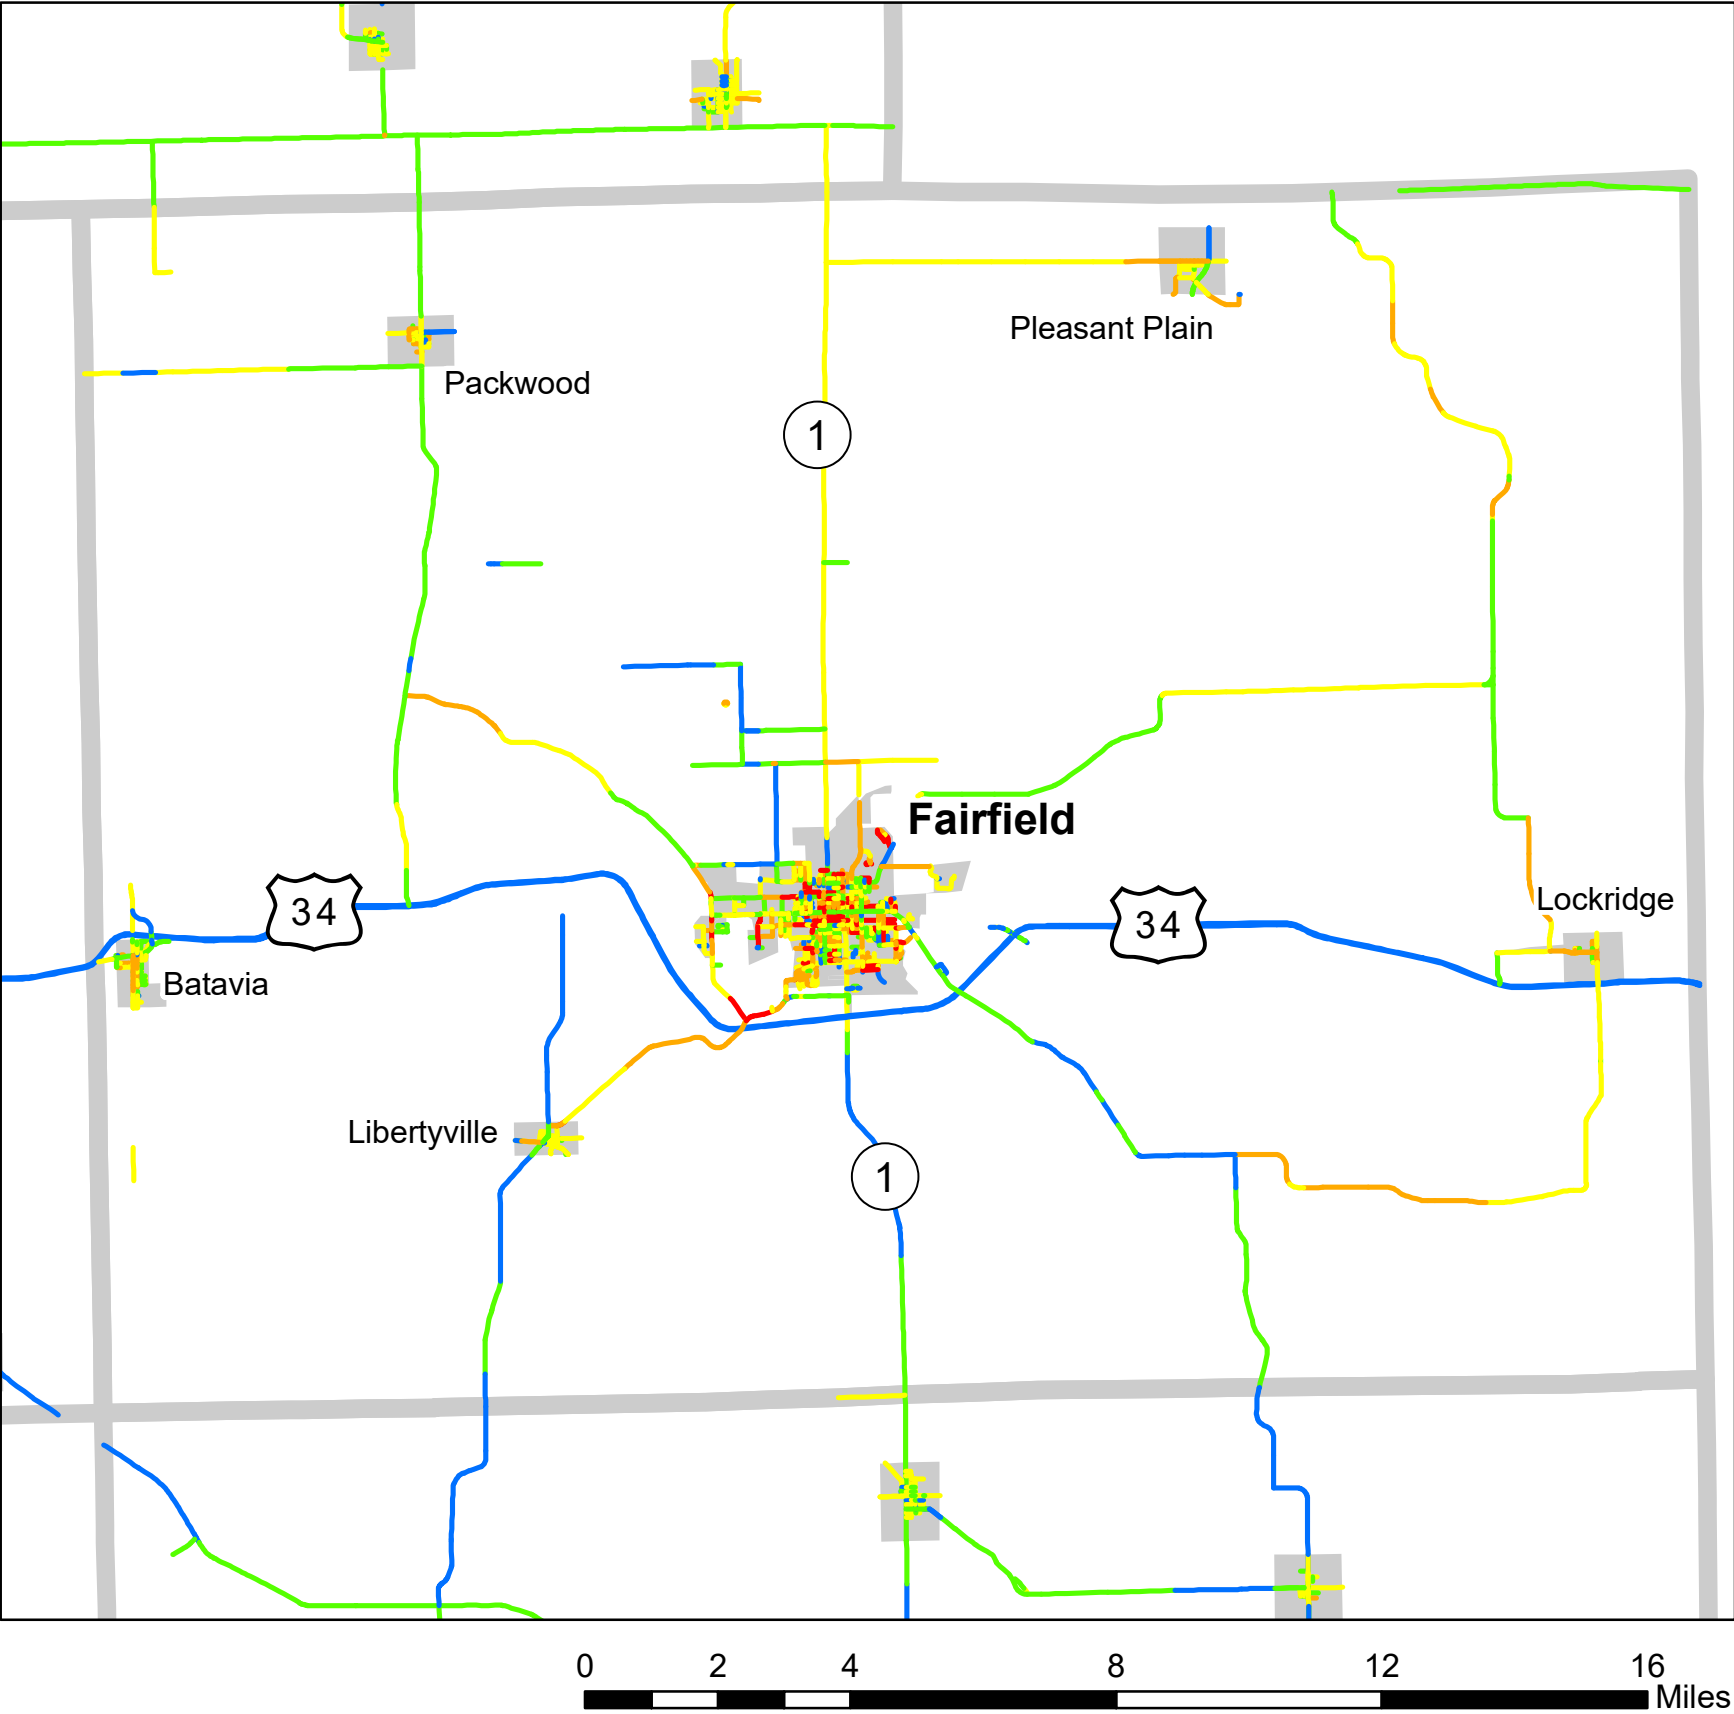 Pleasant Plain
Packwood
1
Fairfield
34
34
Lockridge
Batavia
Libertyville
1
0 2 4 8 12 16
Miles